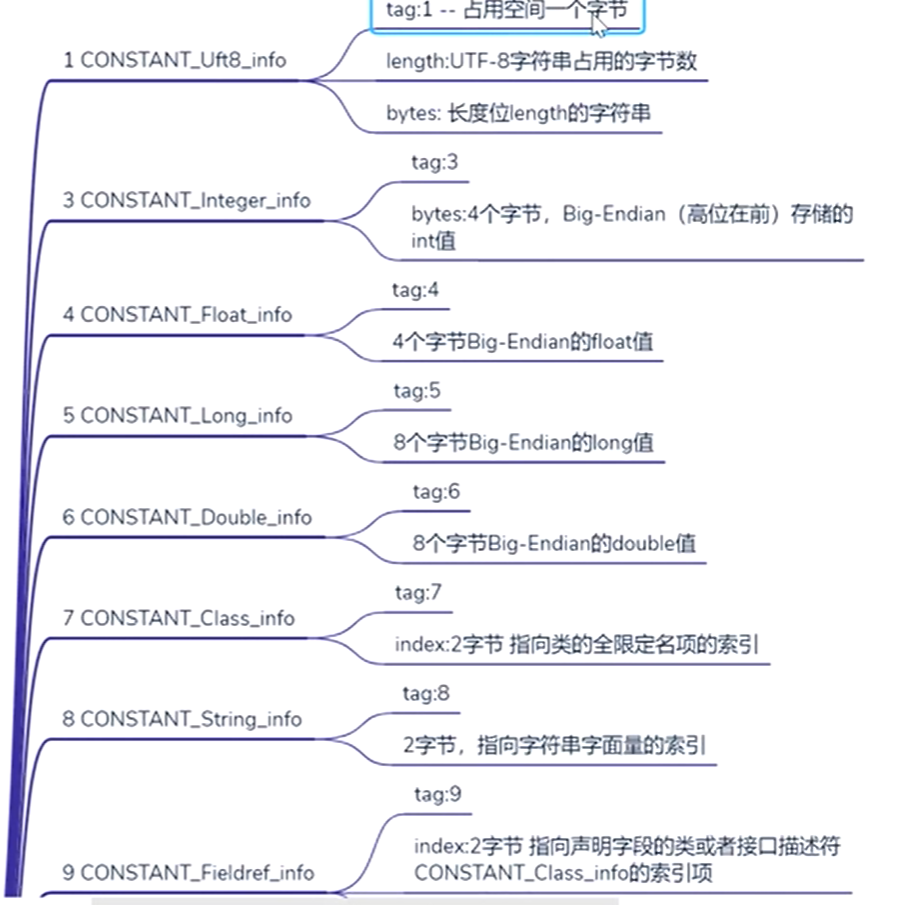 tag:1 -- 占用空间一个字节
1 CONSTANT_Uft8_info
length:UTF-8字符串占用的字节数
bytes: 长度位length的字符串
tag:3
3 CONSTANT_Integer_info
bytes:4个字节，Big-Endian（高位在前）存储的
int值
tag:4
4 CONSTANT_Float_info
4个字节Big-Endian的float值
tag:5
5 CONSTANT_Long_info
8个字节Big-Endian的long值
tag:6
6 CONSTANT_Double_info
8个字节Big-Endian的double值
tag:7
7 CONSTANT_Class_info
index:2字节 指向类的全限定名项的索引
tag:8
8 CONSTANT_String_info
2字节，指向字符串字面量的索引
tag:9
9 CONSTANT_Fieldref_info
index:2字节 指向声明字段的类或者接口描述符
CONSTANT_Class_info的索引项